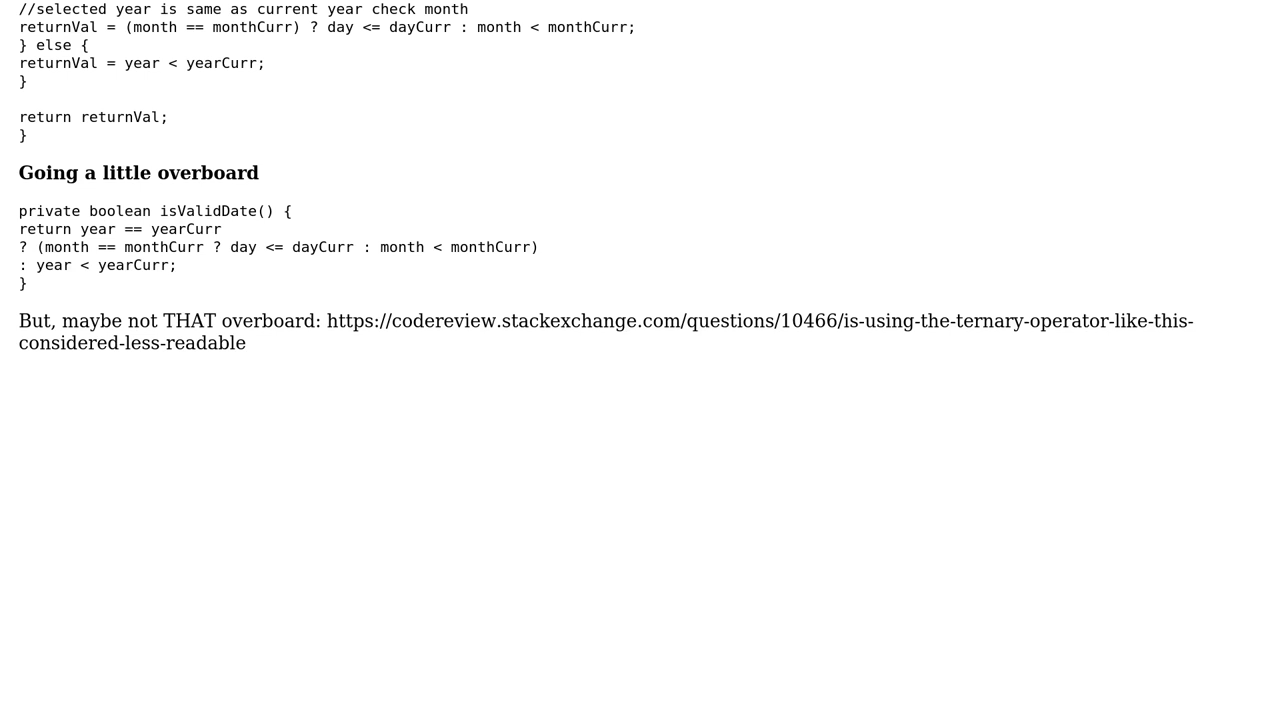 //selected year is same as current year check month
returnVal = (month == monthCurr) ? day <= dayCurr : month < monthCurr;
} else {
returnVal = year < yearCurr;
}
return returnVal;
}
Going a little overboard
private boolean isValidDate() {
return year == yearCurr
? (month == monthCurr ? day <= dayCurr : month < monthCurr)
: year < yearCurr;
}
But, maybe not THAT overboard: https://codereview.stackexchange.com/questions/10466/is-using-the-ternary-operator-like-this-
considered-less-readable